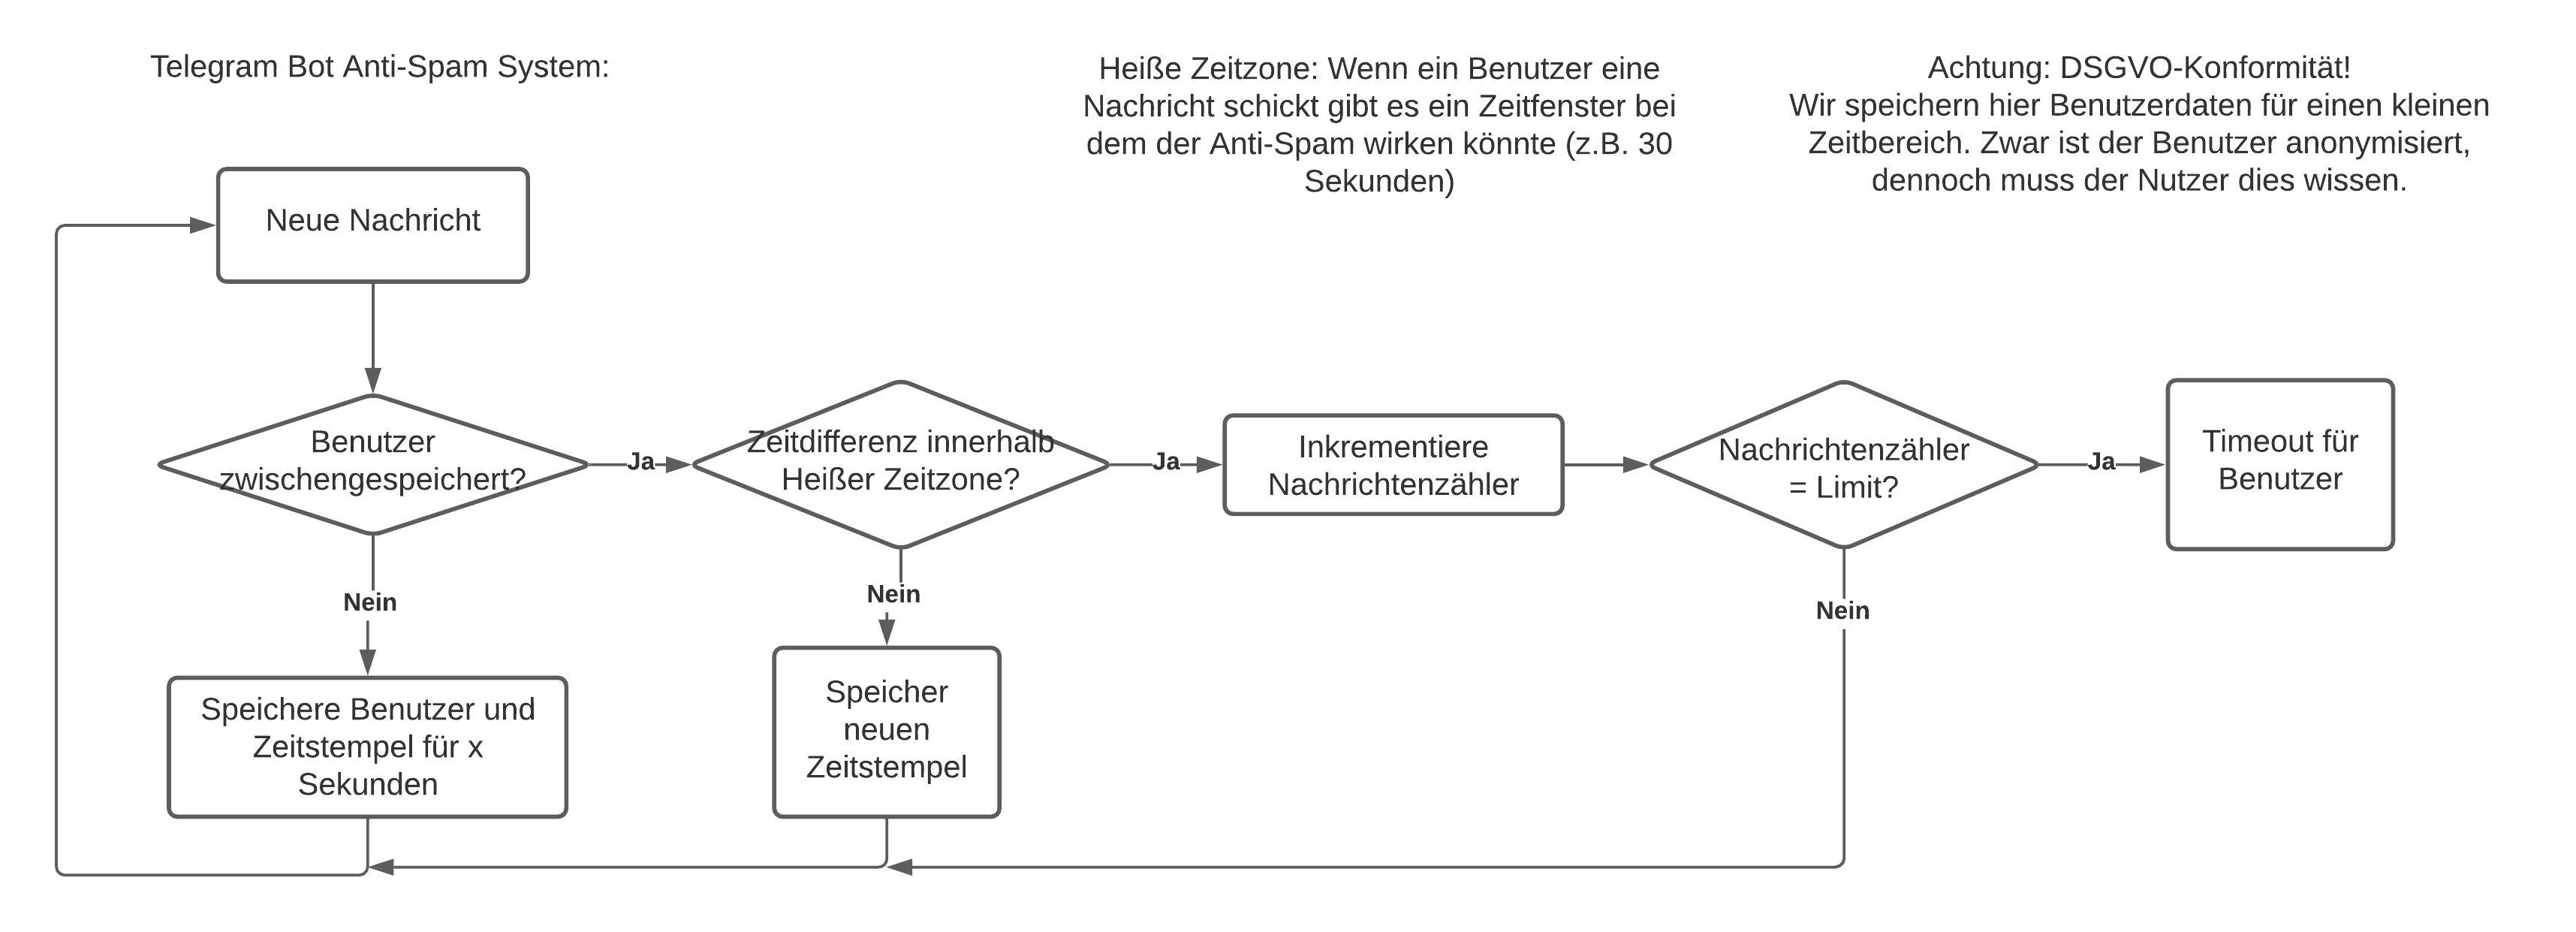 Telegram Bot Anti-Spam System:
Heiße Zeitzone: Wenn ein Benutzer eine
Nachricht schickt gibt es ein Zeitfenster bei
dem der Anti-Spam wirken könnte (z.B. 30
Sekunden)
Achtung: DSGVO-Konformität!
Wir speichern hier Benutzerdaten für einen kleinen
Zeitbereich. Zwar ist der Benutzer anonymisiert,
dennoch muss der Nutzer dies wissen.
Neue Nachricht
Benutzer
zwischengespeichert?
Ja
Zeitdifferenz innerhalb
Heißer Zeitzone?
Ja
Inkrementiere
Nachrichtenzähler
Nachrichtenzähler
= Limit?
Ja
Timeout für
Benutzer
Nein
Nein
Nein
Speichere Benutzer und
Zeitstempel für x
Sekunden
Speicher
neuen
Zeitstempel